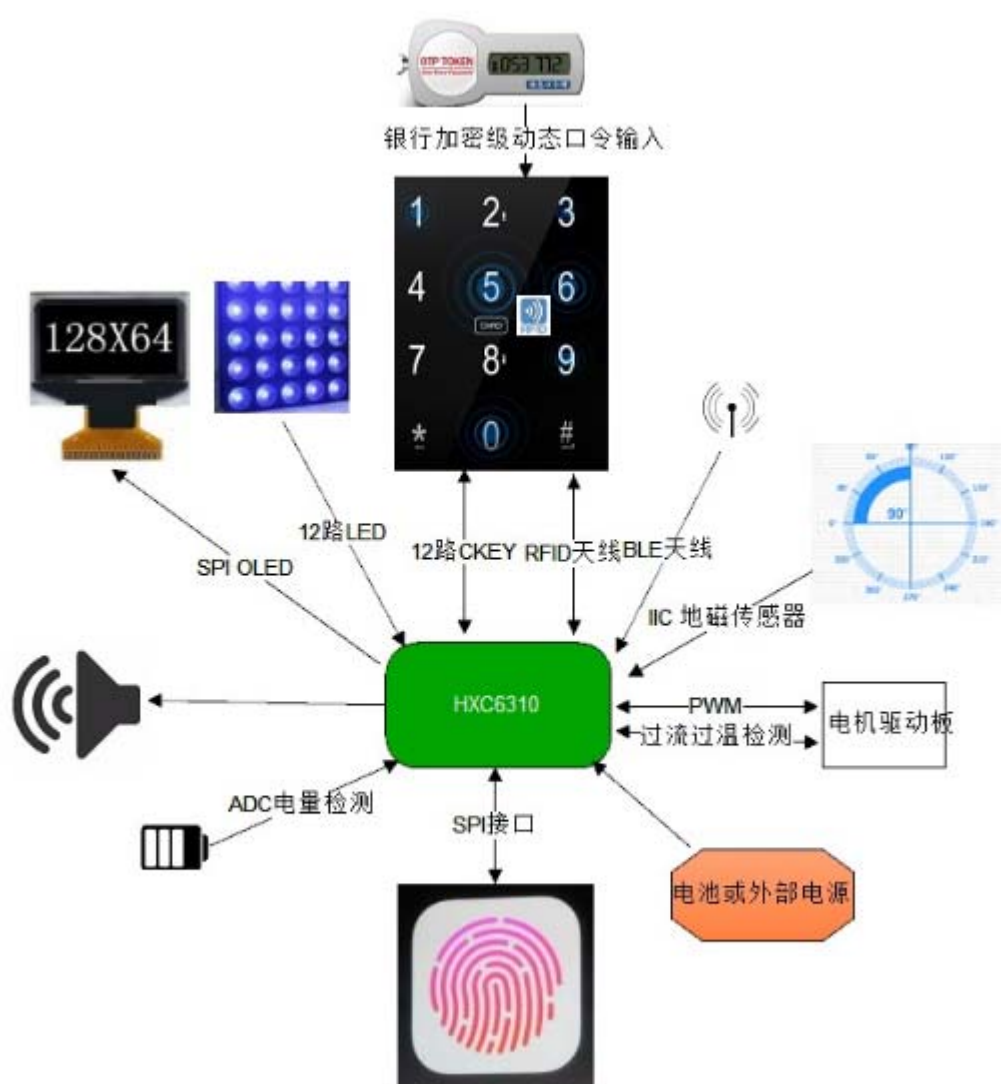 OTP TOKEN
053 772
银行加密级动态口令输入
1 2 3
4 5 6
RFID
7 8 9
* 0 #
128X64
90°
12路LED
SPI OLED
12路CKEY
RFID天线
BLE天线
IIC 地磁传感器
HXC6310
PWM
过流过温检测
电机驱动板
ADC电量检测
SPI接口
电池或外部电源